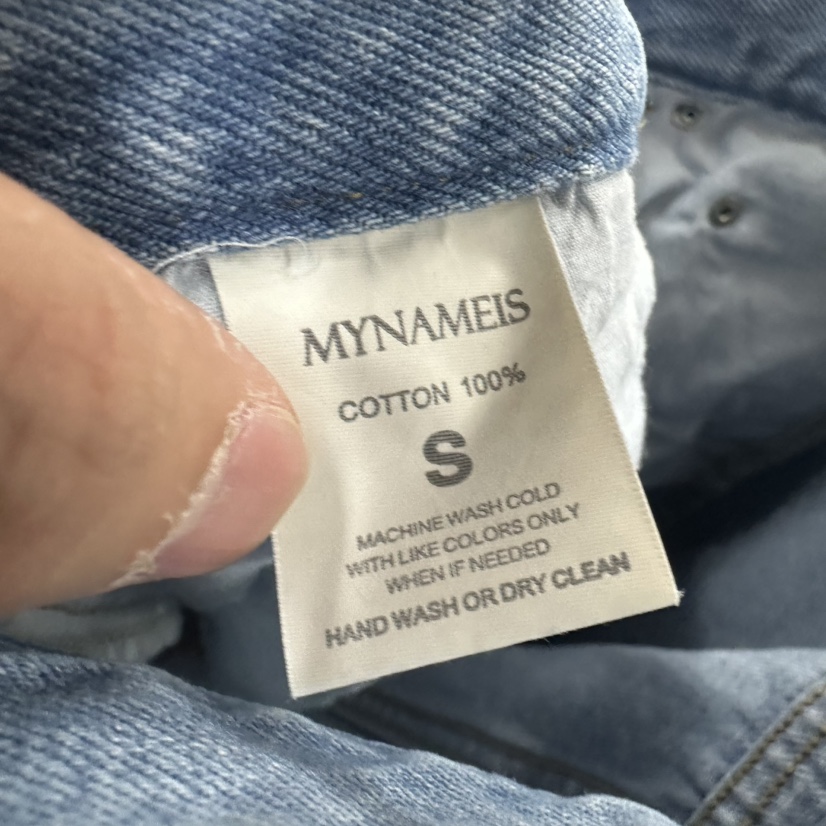 MYNAMEIS
COTTON 100%
S
MACHINE WASH COLD
WITH LIKE COLORS ONLY
WHEN IF NEEDED
HAND WASH OR DRY CLEAN